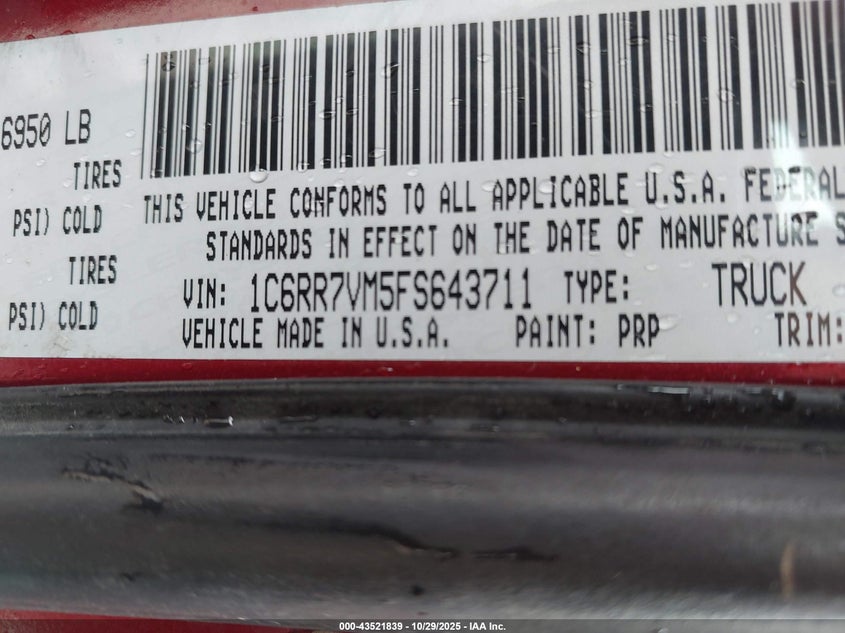 6950 LB
TIRES
PSI) COLD
TIRES
PSI) COLD
THIS VEHICLE CONFORMS TO ALL APPLICABLE U.S.A. FEDERAL
STANDARDS IN EFFECT ON THE DATE OF MANUFACTURE S
VIN: 1C6RR7VM5FS643711 TYPE: TRUCK
VEHICLE MADE IN U.S.A. PAINT: PRP TRIM:
000-43521839 - 10/29/2025 - IAA Inc.